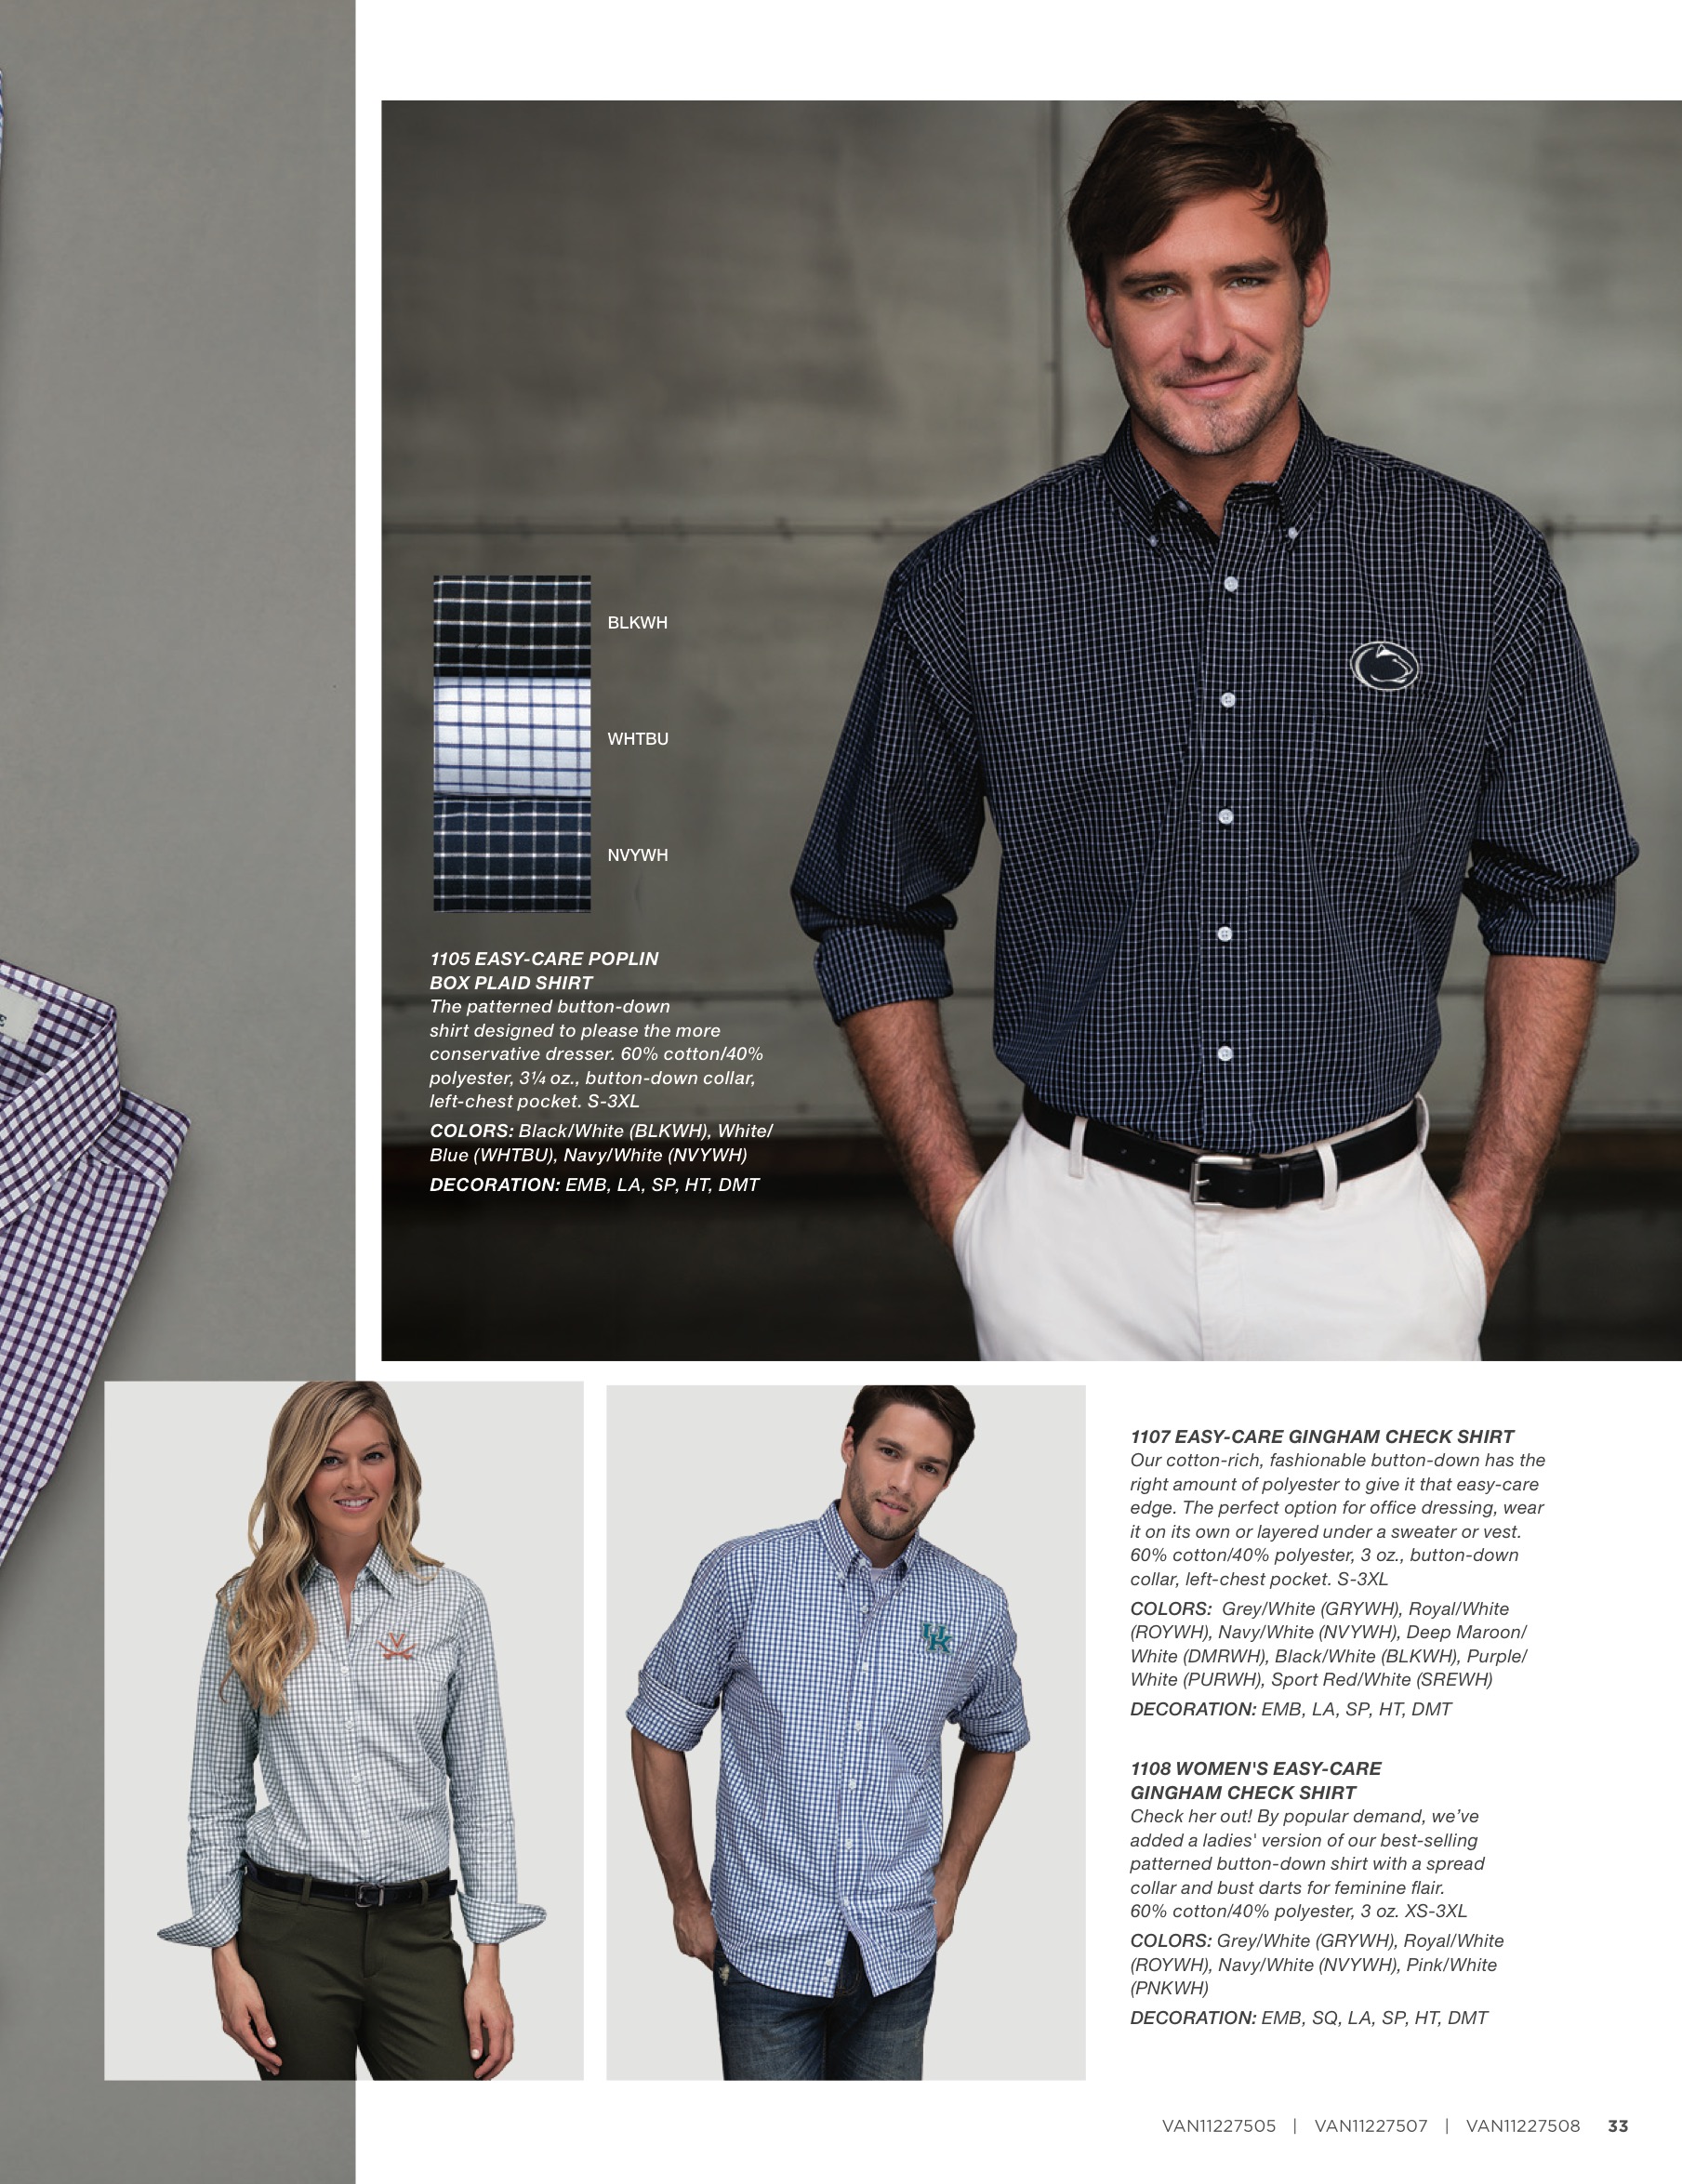 BLKWH
WHTBU
NVYWH
1105 EASY-CARE POPLIN
BOX PLAID SHIRT
The patterned button-down
shirt designed to please the more
conservative dresser. 60% cotton/40%
polyester, 3¼ oz., button-down collar,
left-chest pocket. S-3XL
COLORS: Black/White (BLKWH), White/
Blue (WHTBU), Navy/White (NVYWH)
DECORATION: EMB, LA, SP, HT, DMT
UK
1107 EASY-CARE GINGHAM CHECK SHIRT
Our cotton-rich, fashionable button-down has the
right amount of polyester to give it that easy-care
edge. The perfect option for office dressing, wear
it on its own or layered under a sweater or vest.
60% cotton/40% polyester, 3 oz., button-down
collar, left-chest pocket. S-3XL
COLORS:  Grey/White (GRYWH), Royal/White
(ROYWH), Navy/White (NVYWH), Deep Maroon/
White (DMRWH), Black/White (BLKWH), Purple/
White (PURWH), Sport Red/White (SREWH)
DECORATION: EMB, LA, SP, HT, DMT
1108 WOMEN'S EASY-CARE
GINGHAM CHECK SHIRT
Check her out! By popular demand, we've
added a ladies' version of our best-selling
patterned button-down shirt with a spread
collar and bust darts for feminine flair.
60% cotton/40% polyester, 3 oz. XS-3XL
COLORS: Grey/White (GRYWH), Royal/White
(ROYWH), Navy/White (NVYWH), Pink/White
(PNKWH)
DECORATION: EMB, SQ, LA, SP, HT, DMT
VAN11227505 | VAN11227507 | VAN11227508 33